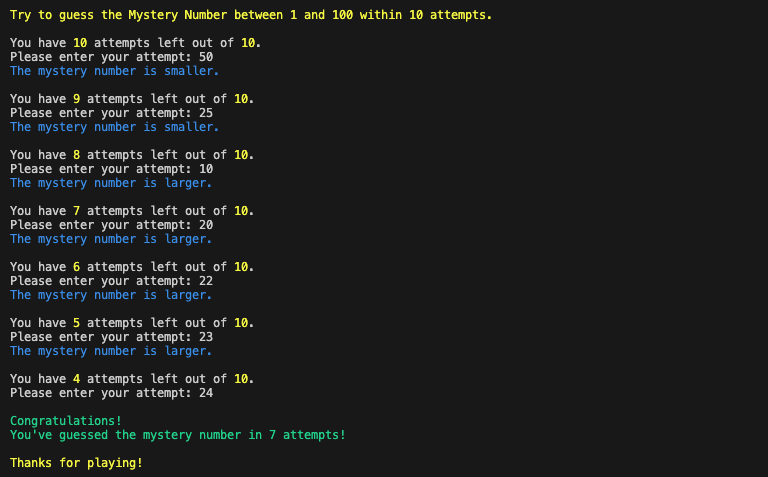 Try to guess the Mystery Number between 1 and 100 within 10 attempts.
You have 10 attempts left out of 10.
Please enter your attempt: 50
The mystery number is smaller.
You have 9 attempts left out of 10.
Please enter your attempt: 25
The mystery number is smaller.
You have 8 attempts left out of 10.
Please enter your attempt: 10
The mystery number is larger.
You have 7 attempts left out of 10.
Please enter your attempt: 20
The mystery number is larger.
You have 6 attempts left out of 10.
Please enter your attempt: 22
The mystery number is larger.
You have 5 attempts left out of 10.
Please enter your attempt: 23
The mystery number is larger.
You have 4 attempts left out of 10.
Please enter your attempt: 24
Congratulations!
You've guessed the mystery number in 7 attempts!
Thanks for playing!